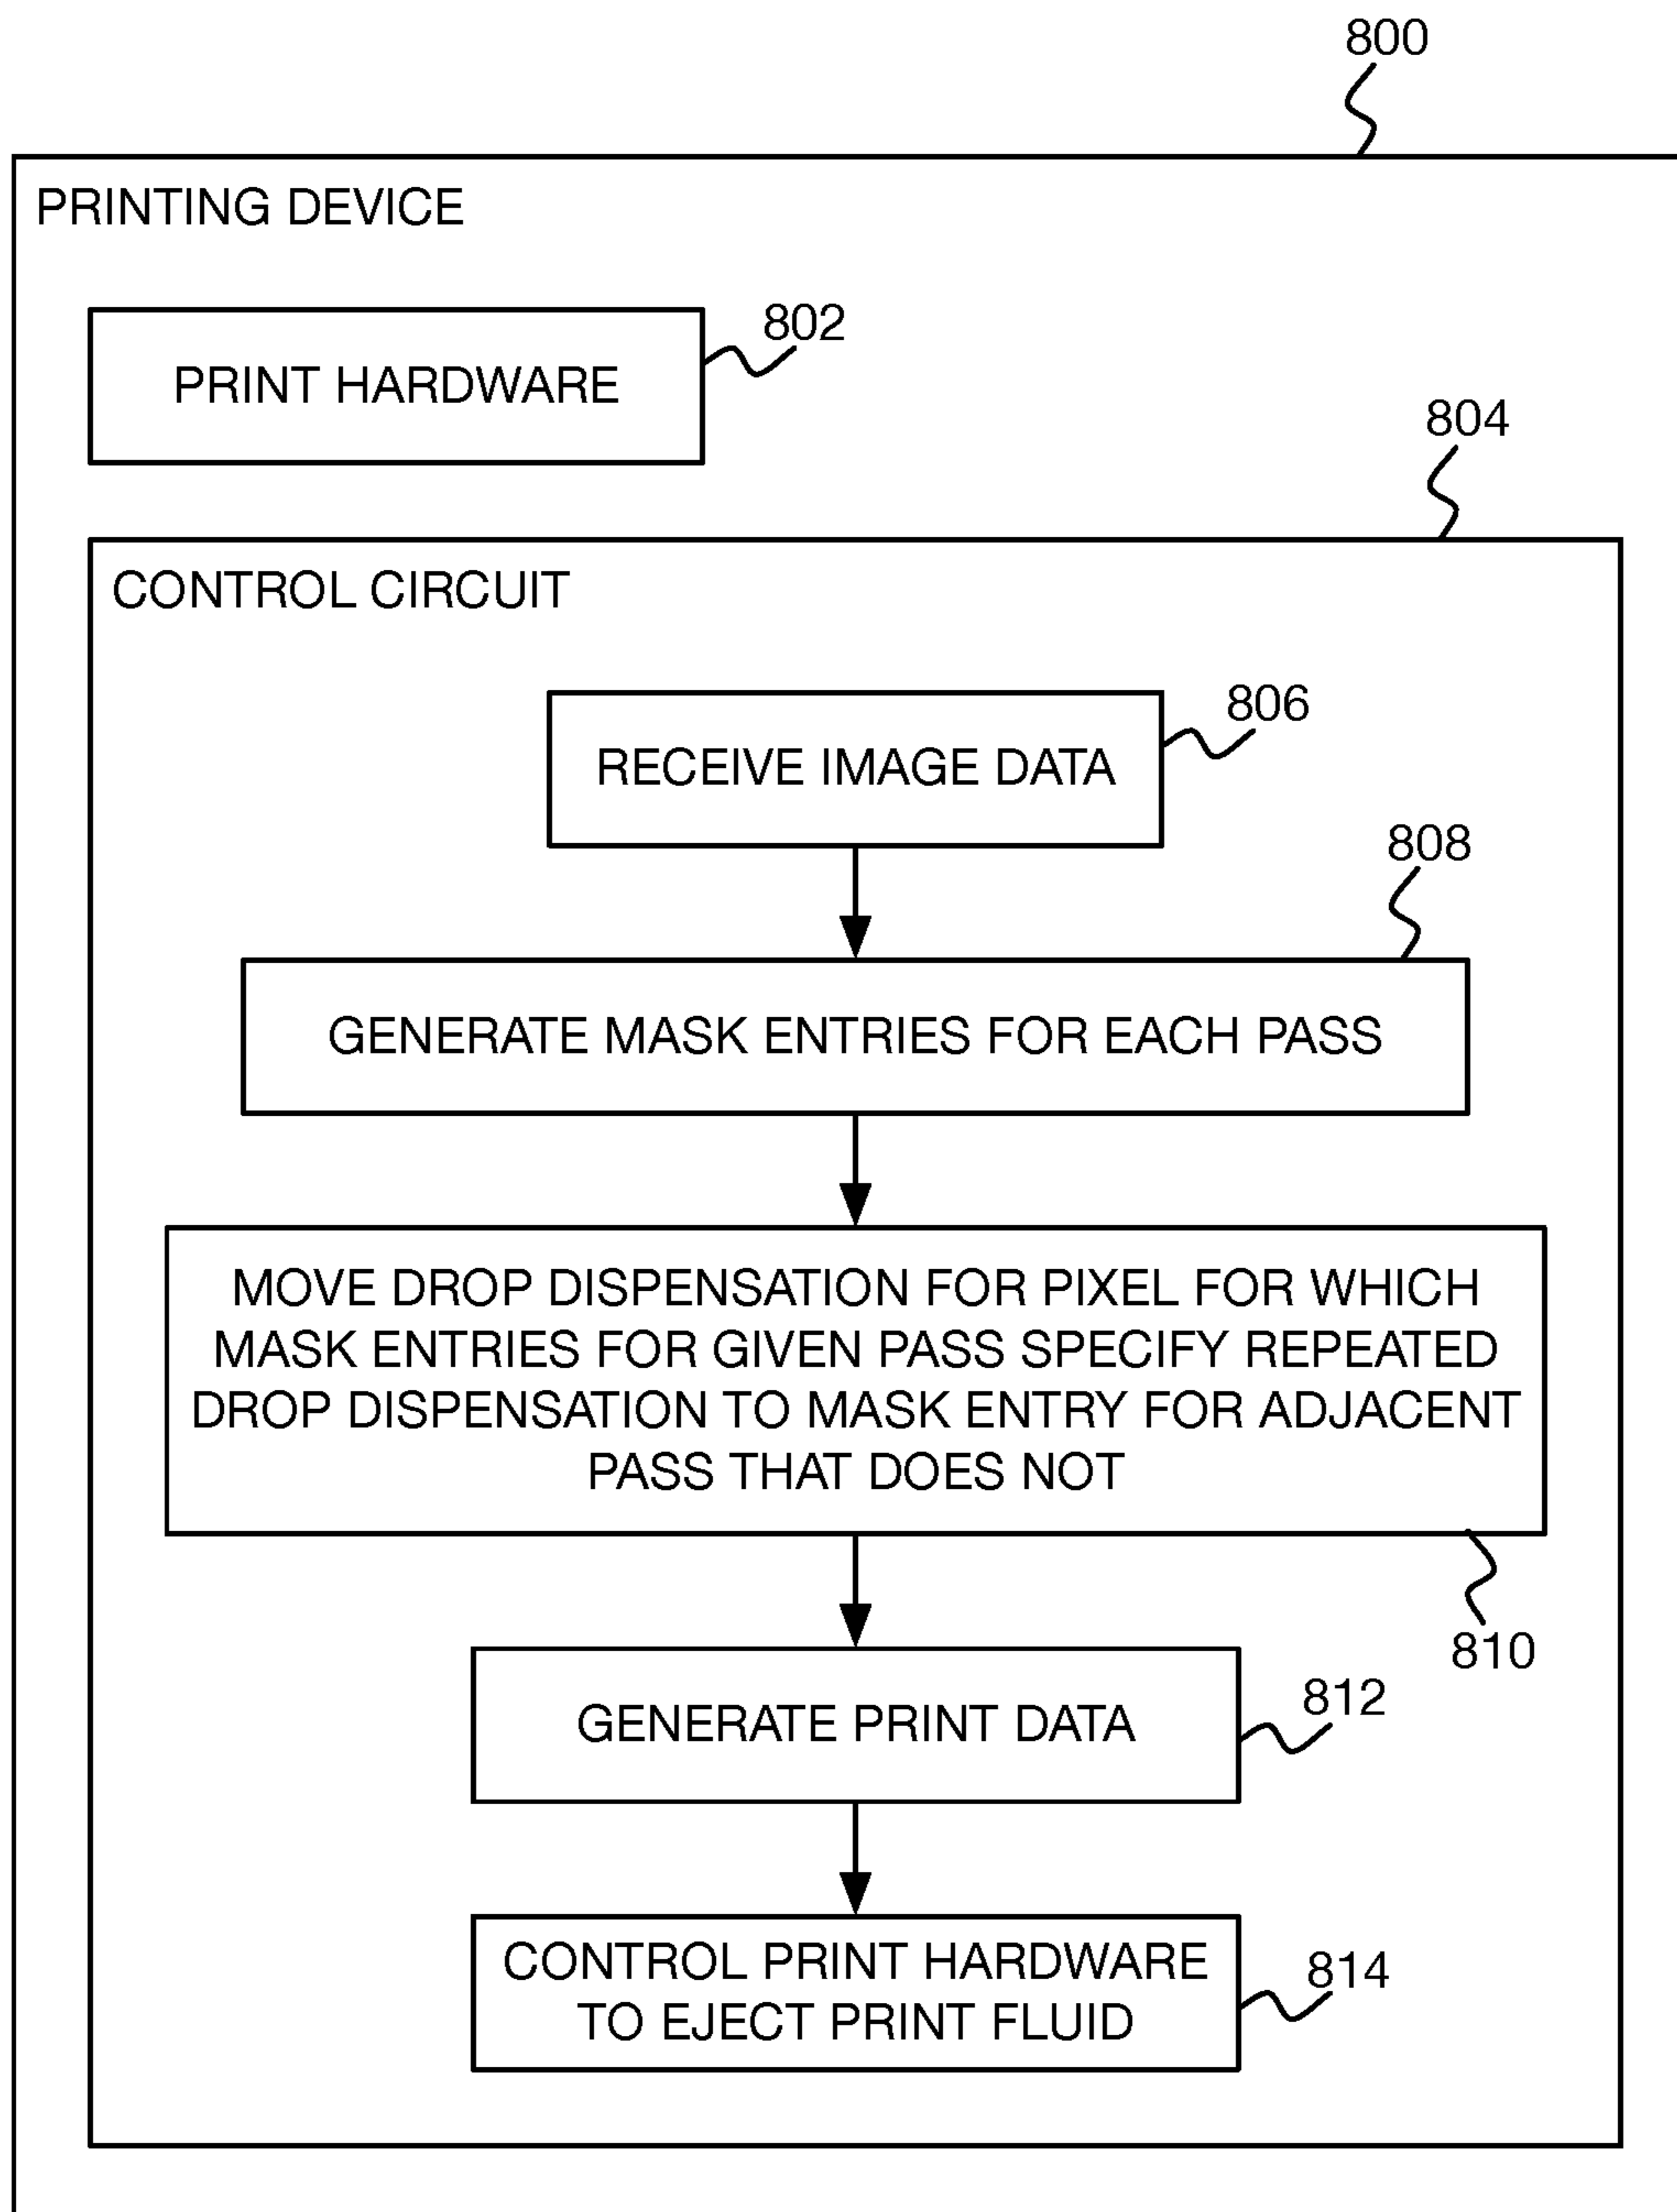 800
PRINTING DEVICE
802
PRINT HARDWARE
804
CONTROL CIRCUIT
806
RECEIVE IMAGE DATA
808
GENERATE MASK ENTRIES FOR EACH PASS
MOVE DROP DISPENSATION FOR PIXEL FOR WHICH
MASK ENTRIES FOR GIVEN PASS SPECIFY REPEATED
DROP DISPENSATION TO MASK ENTRY FOR ADJACENT
PASS THAT DOES NOT
810
812
GENERATE PRINT DATA
CONTROL PRINT HARDWARE
814
TO EJECT PRINT FLUID